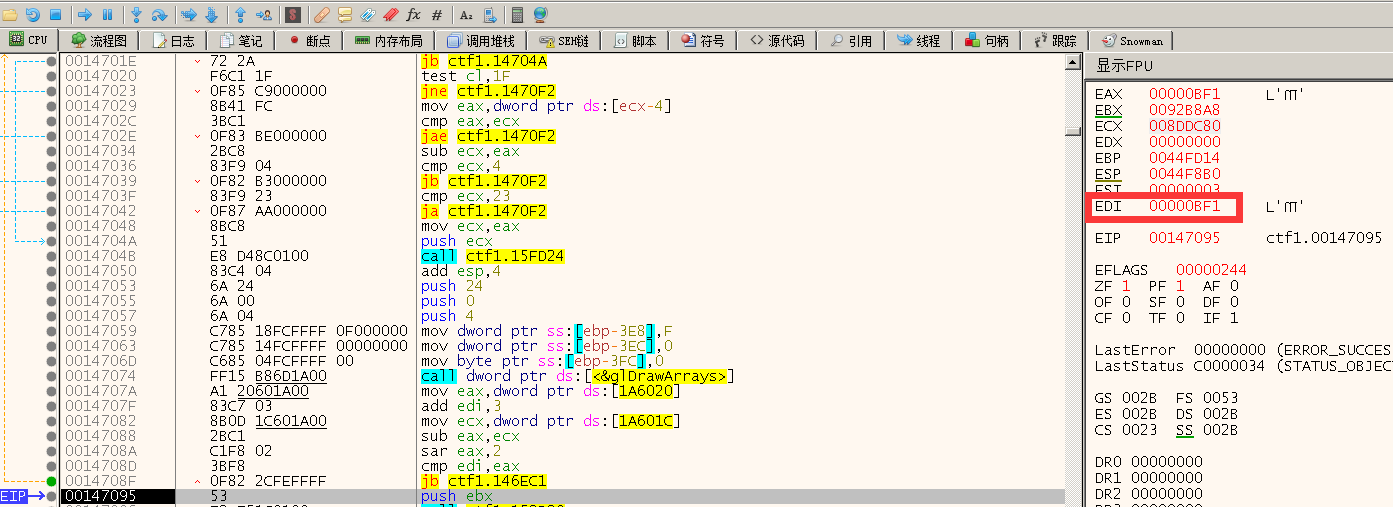 fx # A₂
CPU 流程图 日志 笔记 断点 内存布局 调用堆栈 SEH链 脚本 符号 源代码 引用 线程 句柄 跟踪 Snowman
0014701E 72 2A jb ctf1.14704A
00147020 F6C1 1F test cl,1F
00147023 0F85 C9000000 jne ctf1.1470F2
00147029 8B41 FC mov eax,dword ptr ds:[ecx-4]
0014702C 3BC1 cmp eax,ecx
0014702E 0F83 BE000000 jae ctf1.1470F2
00147034 2BC8 sub ecx,eax
00147036 83F9 04 cmp ecx,4
00147039 0F82 B3000000 jb ctf1.1470F2
0014703F 83F9 23 cmp ecx,23
00147042 0F87 AA000000 ja ctf1.1470F2
00147048 8BC8 mov ecx,eax
0014704A 51 push ecx
0014704B E8 D48C0100 call ctf1.15FD24
00147050 83C4 04 add esp,4
00147053 6A 24 push 24
00147055 6A 00 push 0
00147057 6A 04 push 4
00147059 C785 18FCFFFF 0F000000 mov dword ptr ss:[ebp-3E8],F
00147063 C785 14FCFFFF 00000000 mov dword ptr ss:[ebp-3EC],0
0014706D C685 04FCFFFF 00 mov byte ptr ss:[ebp-3FC],0
00147074 FF15 B86D1A00 call dword ptr ds:[<&glDrawArrays>]
0014707A A1 20601A00 mov eax,dword ptr ds:[1A6020]
0014707F 83C7 03 add edi,3
00147082 8B0D 1C601A00 mov ecx,dword ptr ds:[1A601C]
00147088 2BC1 sub eax,ecx
0014708A C1F8 02 sar eax,2
0014708D 3BF8 cmp edi,eax
0014708F 0F82 2CFEFFFF jb ctf1.146EC1
EIP 00147095 53 push ebx
显示FPU
EAX 00000BF1
EBX 0092B8A8
ECX 008DDC80
EDX 00000000
EBP 0044FD14
ESP 0044F8B0
ESI 00000003
EDI 00000BF1
EIP 00147095 ctf1.00147095
EFLAGS 00000244
ZF 1 PF 1 AF 0
OF 0 SF 0 DF 0
CF 0 TF 0 IF 1
LastError 00000000 (ERROR_SUCCES
LastStatus C0000034 (STATUS_OBJECT
GS 002B FS 0053
ES 002B DS 002B
CS 0023 SS 002B
DR0 00000000
DR1 00000000
DR2 00000000